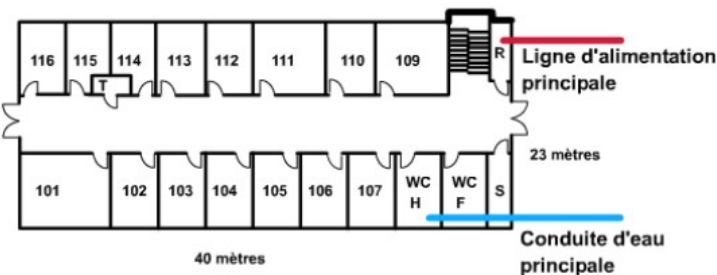 116 115 114 113 112 111 110 109 R
T
Ligne d'alimentation
principale
23 mètres
101 102 103 104 105 106 107 WC H WC F S
Conduite d'eau
principale
40 mètres